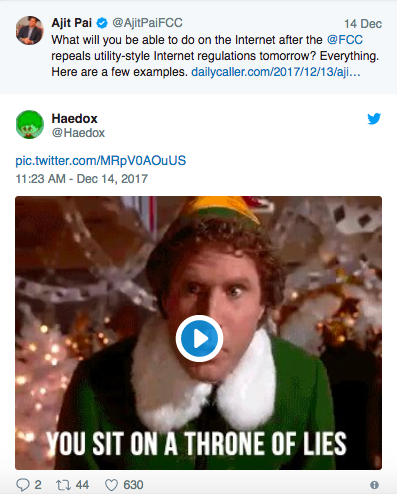 Ajit Pai @AjitPaiFCC 14 Dec
What will you be able to do on the Internet after the @FCC
repeals utility-style Internet regulations tomorrow? Everything.
Here are a few examples. dailycaller.com/2017/12/13/aji…
Haedox
@Haedox
pic.twitter.com/MRpV0AOuUS
11:23 AM - Dec 14, 2017
YOU SIT ON A THRONE OF LIES
2 44 630